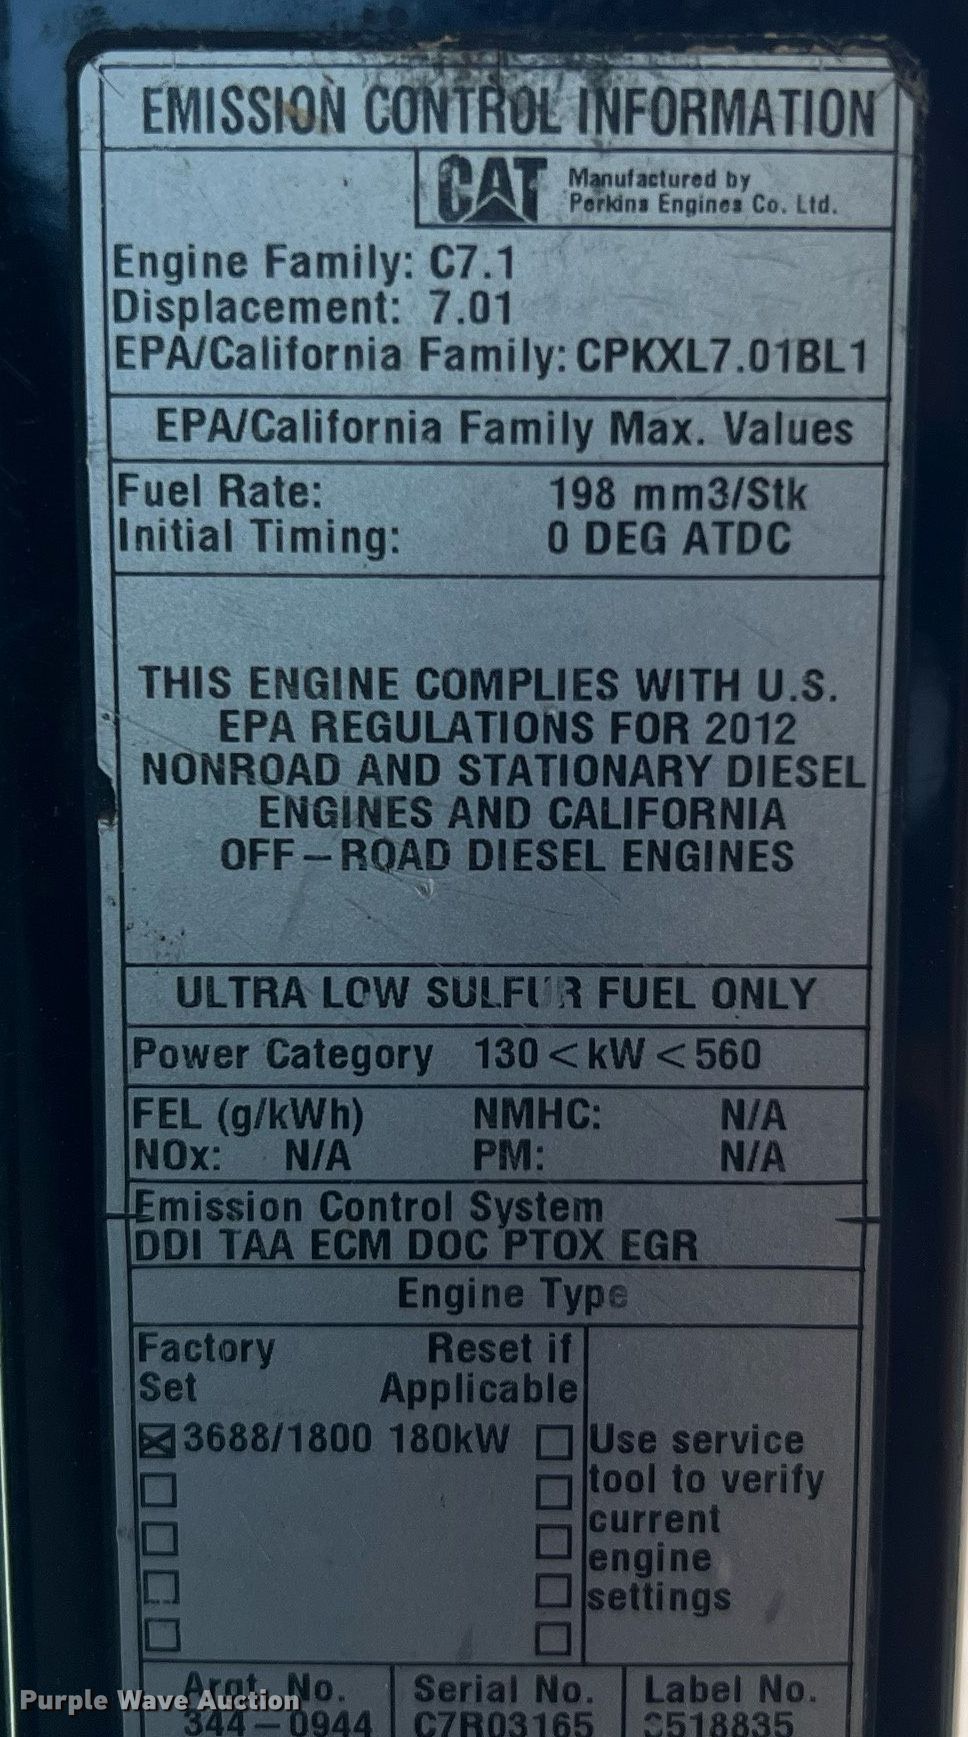 EMISSION CONTROL INFORMATION
CAT Manufactured by
Perkins Engines Co. Ltd.
Engine Family: C7.1
Displacement: 7.01
EPA/California Family: CPKXL7.01BL1
EPA/California Family Max. Values
Fuel Rate: 198 mm3/Stk
Initial Timing: 0 DEG ATDC
THIS ENGINE COMPLIES WITH U.S.
EPA REGULATIONS FOR 2012
NONROAD AND STATIONARY DIESEL
ENGINES AND CALIFORNIA
OFF-ROAD DIESEL ENGINES
ULTRA LOW SULFUR FUEL ONLY
Power Category 130<kW<560
FEL (g/kWh) NMHC: N/A
NOx: N/A PM: N/A
Emission Control System
DDI TAA ECM DOC PTOX EGR
Engine Type
Factory Reset if
Set Applicable
3688/1800 180kW Use service
tool to verify
current
engine
settings
Argt. No. Serial No. Label No.
Purple Wave Auction
344-0944 C7R03165 3518835